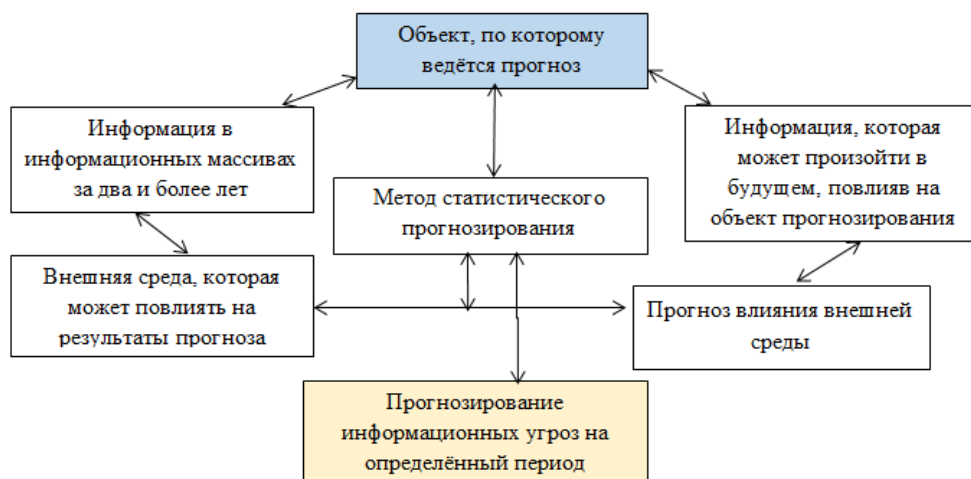 Объект, по которому
ведётся прогноз
Информация в
информационных массивах
за два и более лет
Метод статистического
прогнозирования
Информация, которая
может произойти в
будущем, повлияв на
объект прогнозирования
Внешняя среда, которая
может повлиять на
результаты прогноза
Прогноз влияния внешней
среды
Прогнозирование
информационных угроз на
определённый период